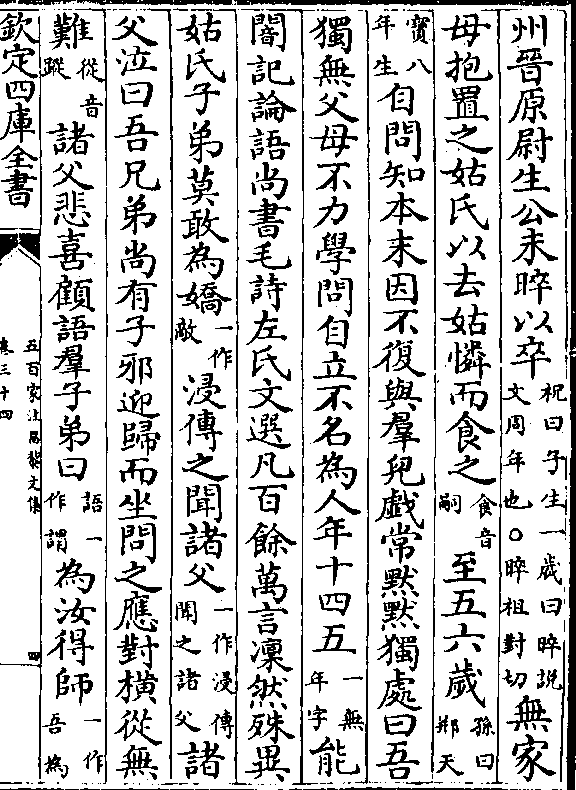 州晉原尉生公未晬以卒祝曰子生一歲曰晬説文周年也○晬祖對切無家
母抱置之姑氏以去姑憐而食之食音嗣至五六歲孫曰郑天
寳八年生自問知本末因不復與羣兒戲常黙黙獨處曰吾
獨無父母不力學問自立不名為人年十四五一無年字能
闇記論語尚書毛詩左氏文選凡百餘萬言凜然殊異
姑氏子弟莫敢為嬌一作敵浸傳之聞諸父一作浸傳聞之諸父諸
父泣曰吾兄弟尚有子邪迎歸而坐問之應對橫從無
難從音蹤諸父悲喜顧語羣子弟曰語一作謂為汝得師一作吾為
欽定四庫全書
五百家注昌黎文集
卷三十四
四